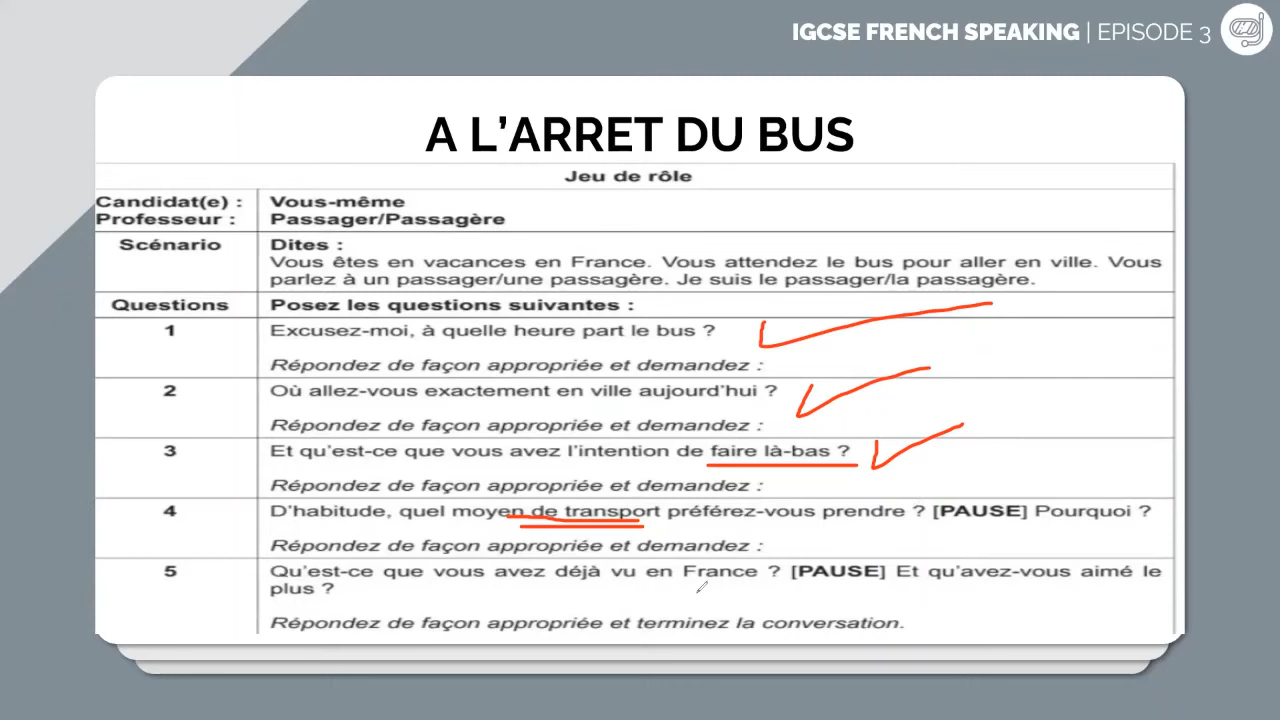 IGCSE FRENCH SPEAKING | EPISODE 3
A L'ARRET DU BUS
Jeu de rôle
Candidat(e) : Vous-même
Professeur : Passager/Passagère
Scénario Dites :
Vous êtes en vacances en France. Vous attendez le bus pour aller en ville. Vous
parlez à un passager/une passagère. Je suis le passager/la passagère.
Questions Posez les questions suivantes :
1 Excusez-moi, à quelle heure part le bus ?
Répondez de façon appropriée et demandez :
2 Où allez-vous exactement en ville aujourd'hui ?
Répondez de façon appropriée et demandez :
3 Et qu'est-ce que vous avez l'intention de faire là-bas ?
Répondez de façon appropriée et demandez :
4 D'habitude, quel moyen de transport préférez-vous prendre ? [PAUSE] Pourquoi ?
Répondez de façon appropriée et demandez :
5 Qu'est-ce que vous avez déjà vu en France ? [PAUSE] Et qu'avez-vous aimé le
plus ?
Répondez de façon appropriée et terminez la conversation.